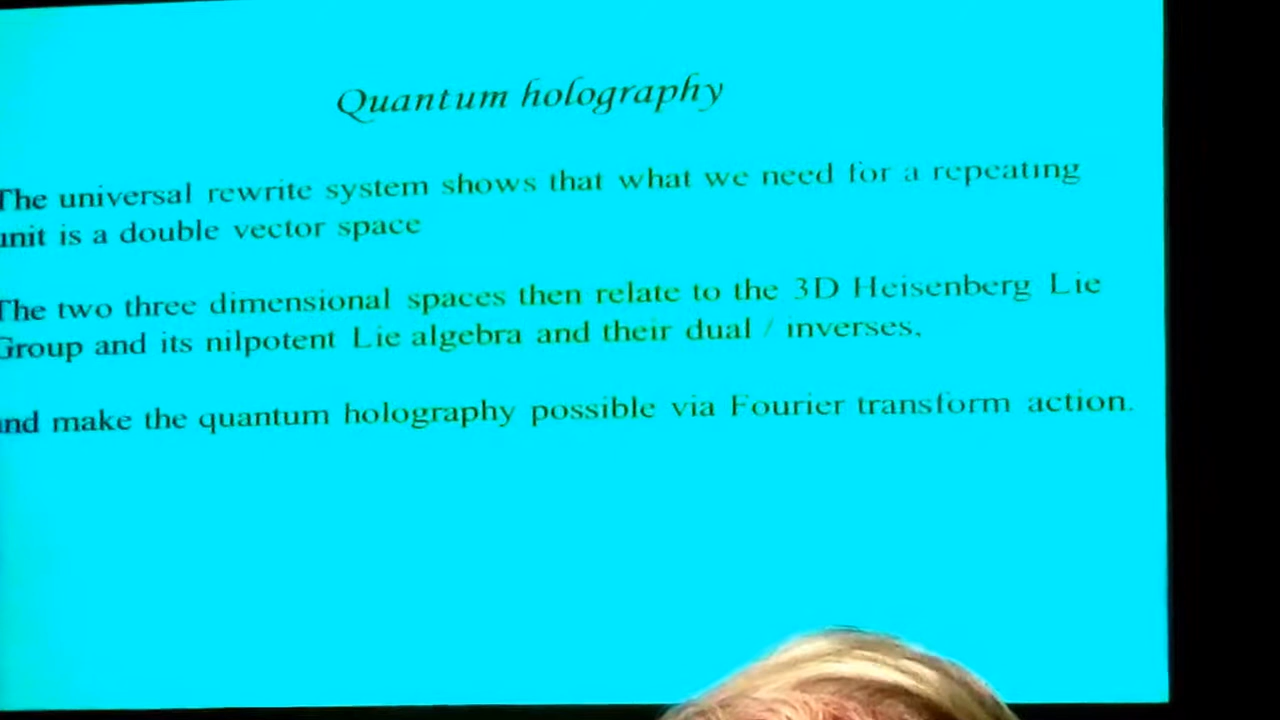 Quantum holography
The universal rewrite system shows that what we need for a repeating
unit is a double vector space
The two three dimensional spaces then relate to the 3D Heisenberg Lie
Group and its nilpotent Lie algebra and their dual / inverses,
and make the quantum holography possible via Fourier transform action.